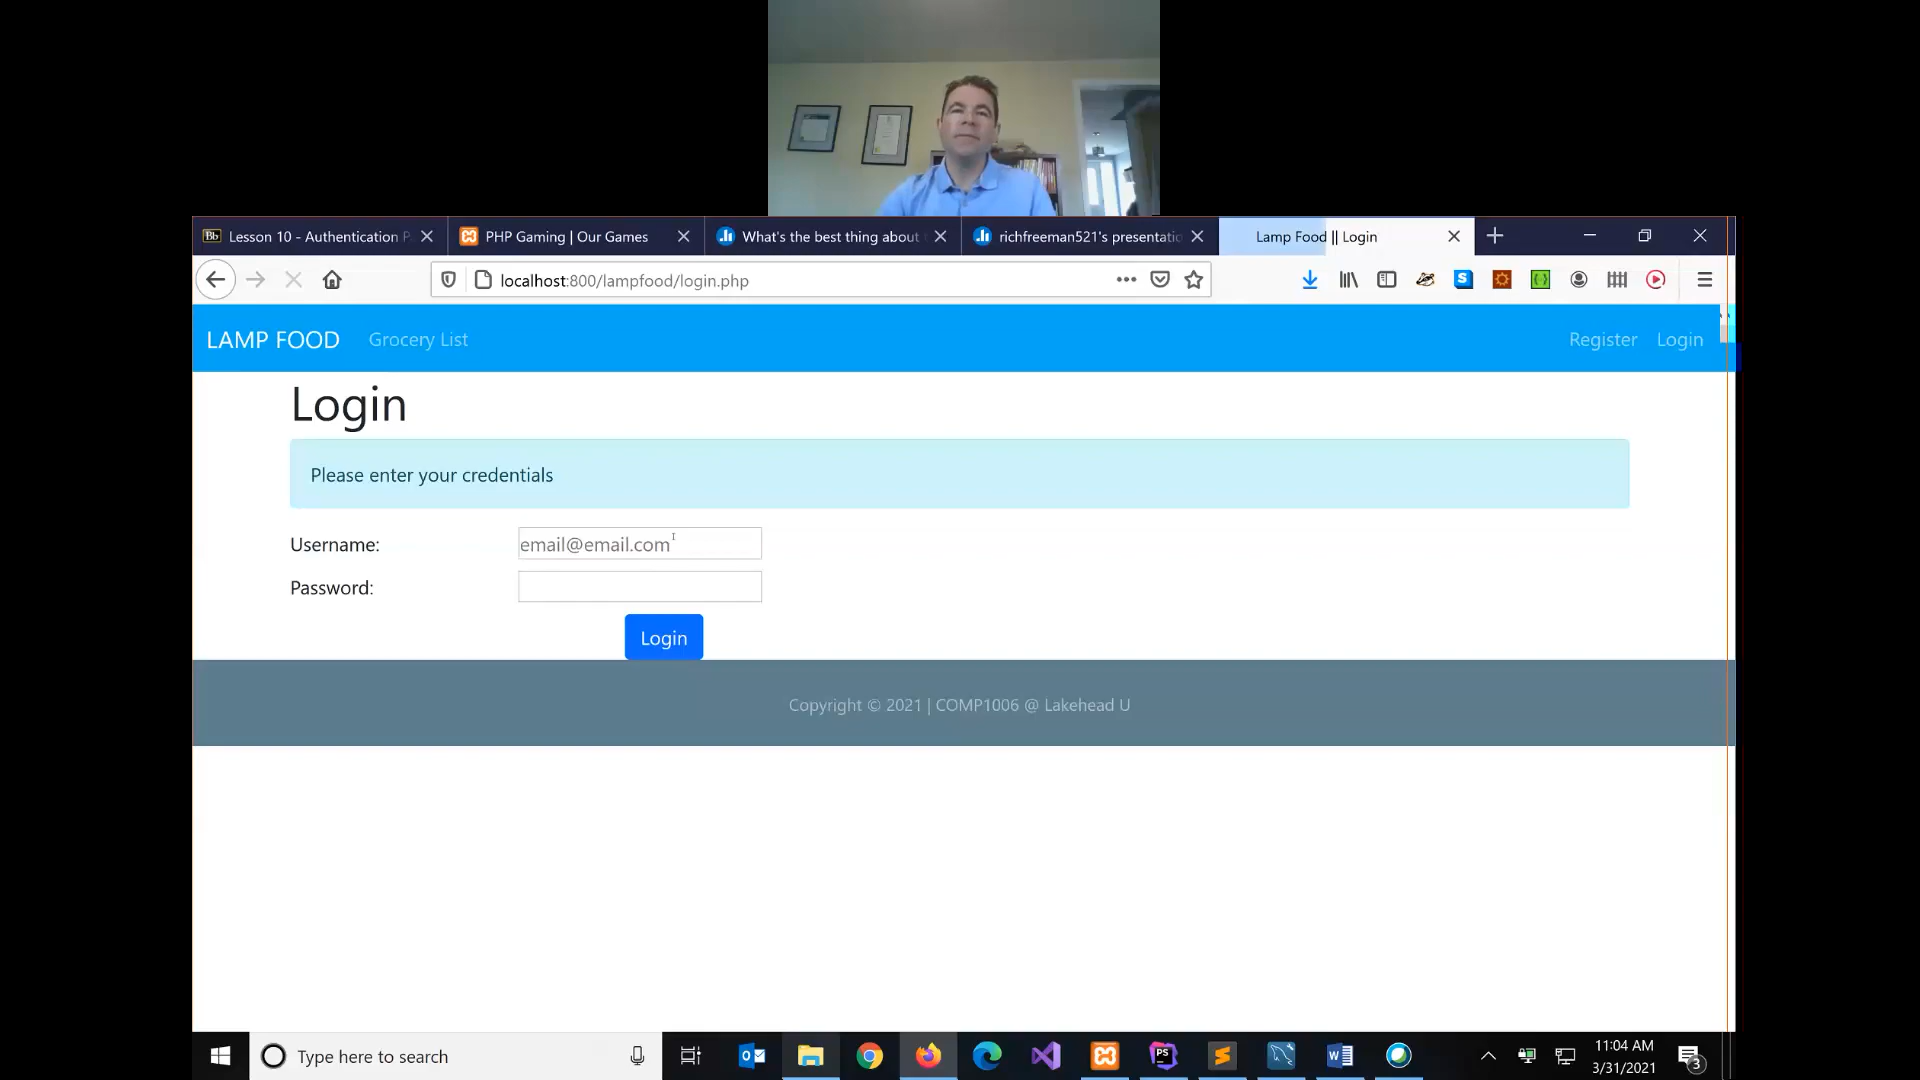 Bb Lesson 10 - Authentication P
PHP Gaming | Our Games
What's the best thing about
richfreeman521's presentatio
Lamp Food || Login
localhost:800/lampfood/login.php
LAMP FOOD
Grocery List
Register
Login
Login
Please enter your credentials
Username:
email@email.com
Password:
Login
Copyright © 2021 | COMP1006 @ Lakehead U
Type here to search
11:04 AM
3/31/2021
3